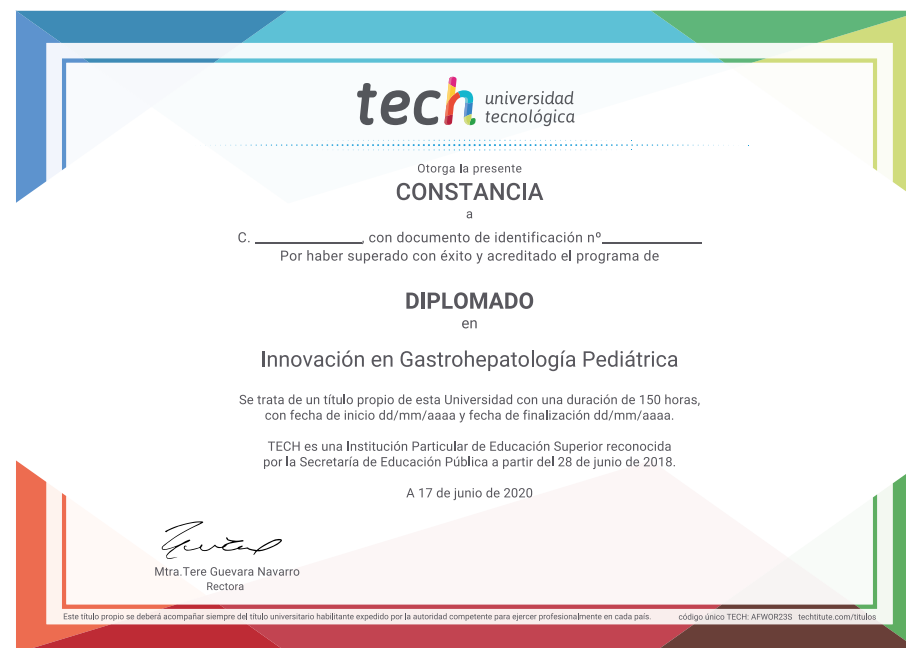 tech universidad
tecnológica
Otorga la presente
CONSTANCIA
a
C. ______________, con documento de identificación nº______________
Por haber superado con éxito y acreditado el programa de
DIPLOMADO
en
Innovación en Gastrohepatología Pediátrica
Se trata de un título propio de esta Universidad con una duración de 150 horas,
con fecha de inicio dd/mm/aaaa y fecha de finalización dd/mm/aaaa.
TECH es una Institución Particular de Educación Superior reconocida
por la Secretaría de Educación Pública a partir del 28 de junio de 2018.
A 17 de junio de 2020
Mtra.Tere Guevara Navarro
Rectora
Este título propio se deberá acompañar siempre del título universitario habilitante expedido por la autoridad competente para ejercer profesionalmente en cada país. código único TECH: AFWOR23S techtitute.com/titulos